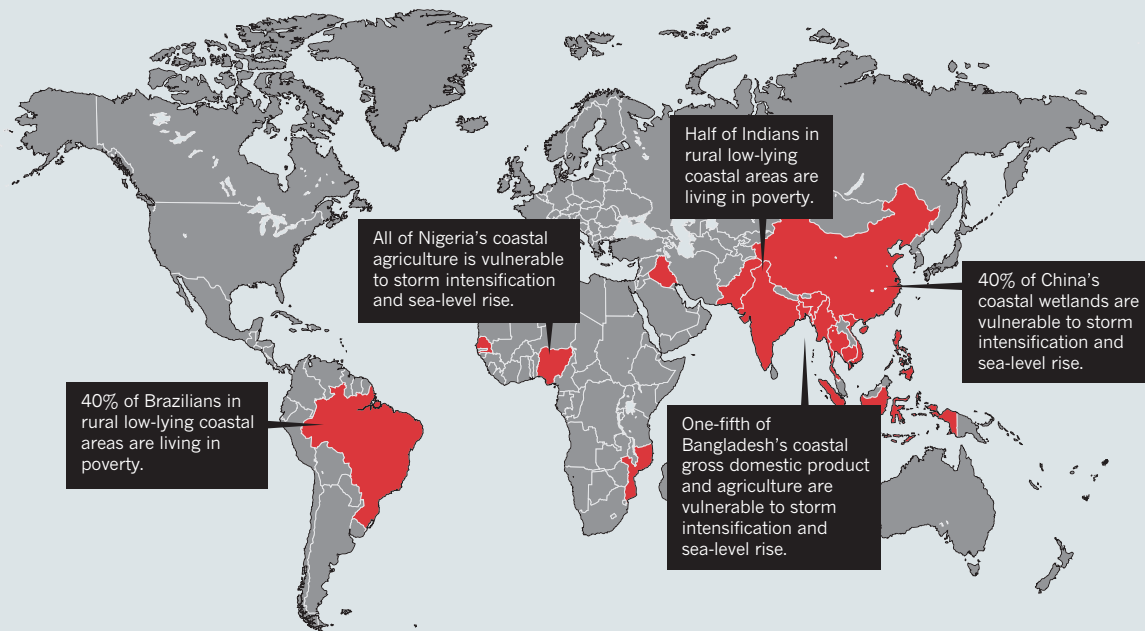 Half of Indians in
rural low-lying
coastal areas are
living in poverty.
All of Nigeria's coastal
agriculture is vulnerable
to storm intensification
and sea-level rise.
40% of China's
coastal wetlands are
vulnerable to storm
intensification and
sea-level rise.
40% of Brazilians in
rural low-lying coastal
areas are living in
poverty.
One-fifth of
Bangladesh's coastal
gross domestic product
and agriculture are
vulnerable to storm
intensification and
sea-level rise.